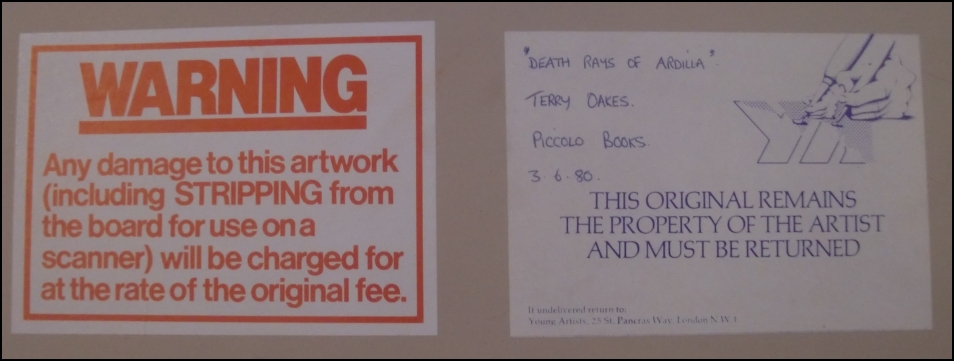 WARNING
Any damage to this artwork
(including STRIPPING from
the board for use on a
scanner) will be charged for
at the rate of the original fee.
"DEATH RAYS OF ARDILLA".
TERRY OAKES.
PICCOLO BOOKS.
3.6.80.
YA
THIS ORIGINAL REMAINS
THE PROPERTY OF THE ARTIST
AND MUST BE RETURNED
If undelivered return to:
Young Artists, 25 St. Pancras Way, London N.W.1